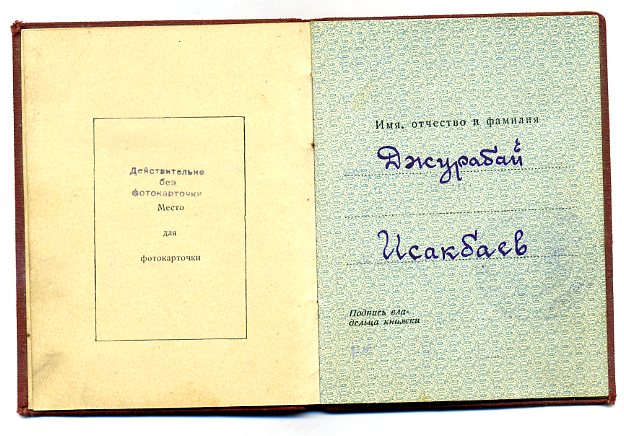 Действительно
без
фотокарточки
Место
для
фотокарточки
Имя, отчество и фамилия
Джурабай
Исакбаев
Подпись вла-
дельца книжки